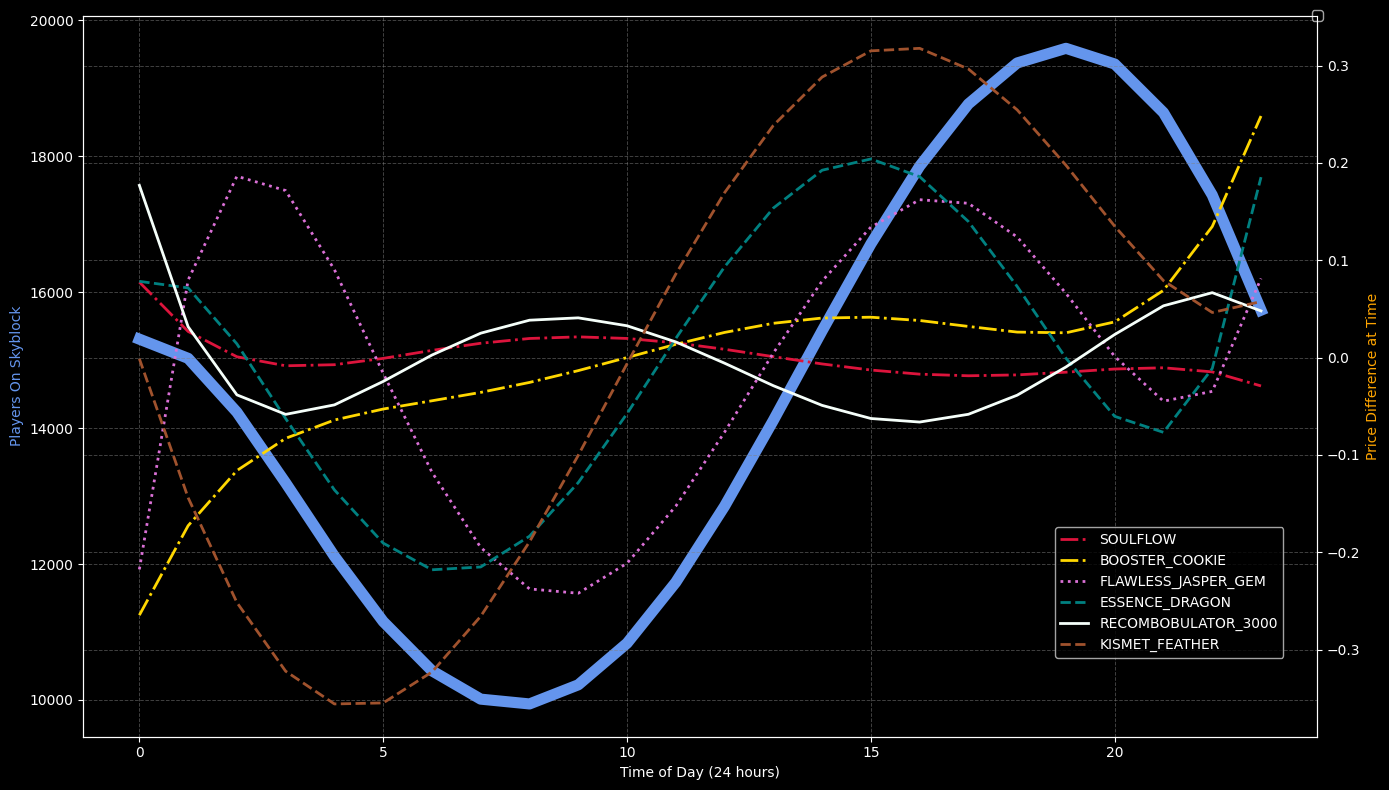 20000
18000
16000
14000
12000
10000
Players On Skyblock
0.3
0.2
0.1
0.0
−0.1
−0.2
−0.3
Price Difference at Time
SOULFLOW
BOOSTER_COOKIE
FLAWLESS_JASPER_GEM
ESSENCE_DRAGON
RECOMBOBULATOR_3000
KISMET_FEATHER
0 5 10 15 20
Time of Day (24 hours)